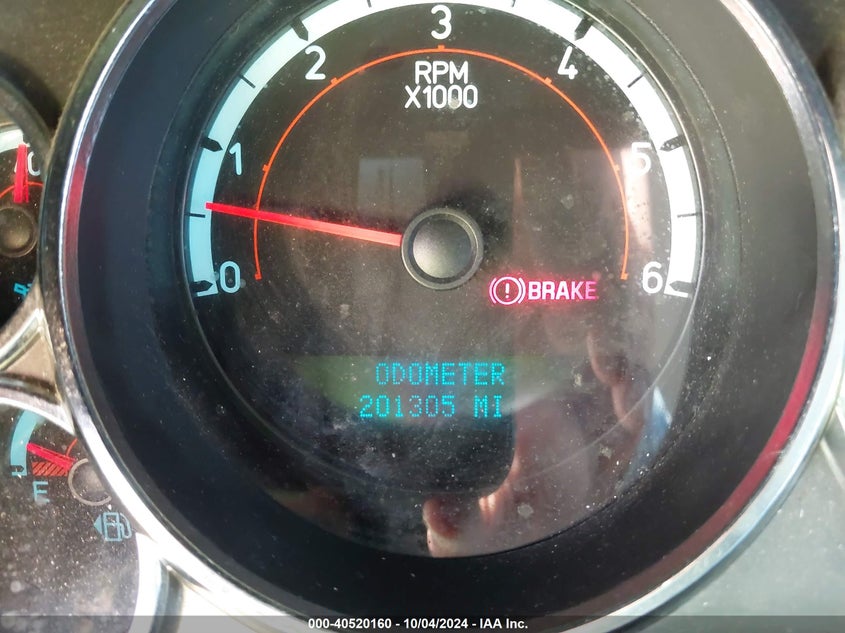 3
2
4
RPM
X1000
1
5
0
6
BRAKE
ODOMETER
201305 MI
E
000-40520160 - 10/04/2024 - IAA Inc.